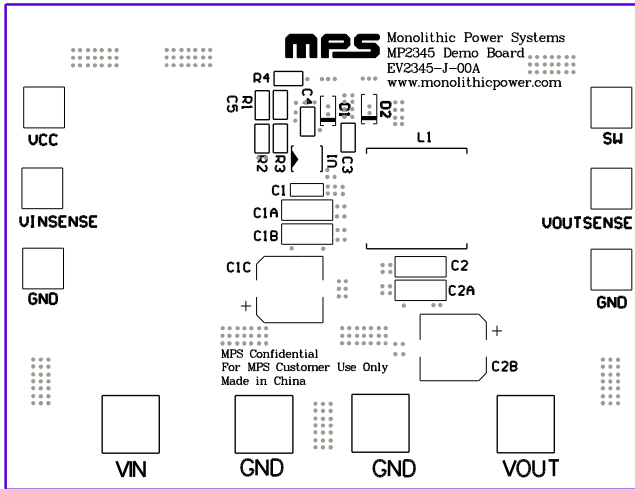 MPS Monolithic Power Systems
MP2345 Demo Board
EV2345-J-00A
www.monolithicpower.com
R4
C5
R1
C4
D1
D2
VCC
SW
R2
R3
U1
C3
L1
C1
VINSENSE
C1A
VOUTSENSE
C1B
C1C
C2
GND
C2A
GND
+
+
MPS Confidential
For MPS Customer Use Only
Made in China
C2B
VIN
GND
GND
VOUT